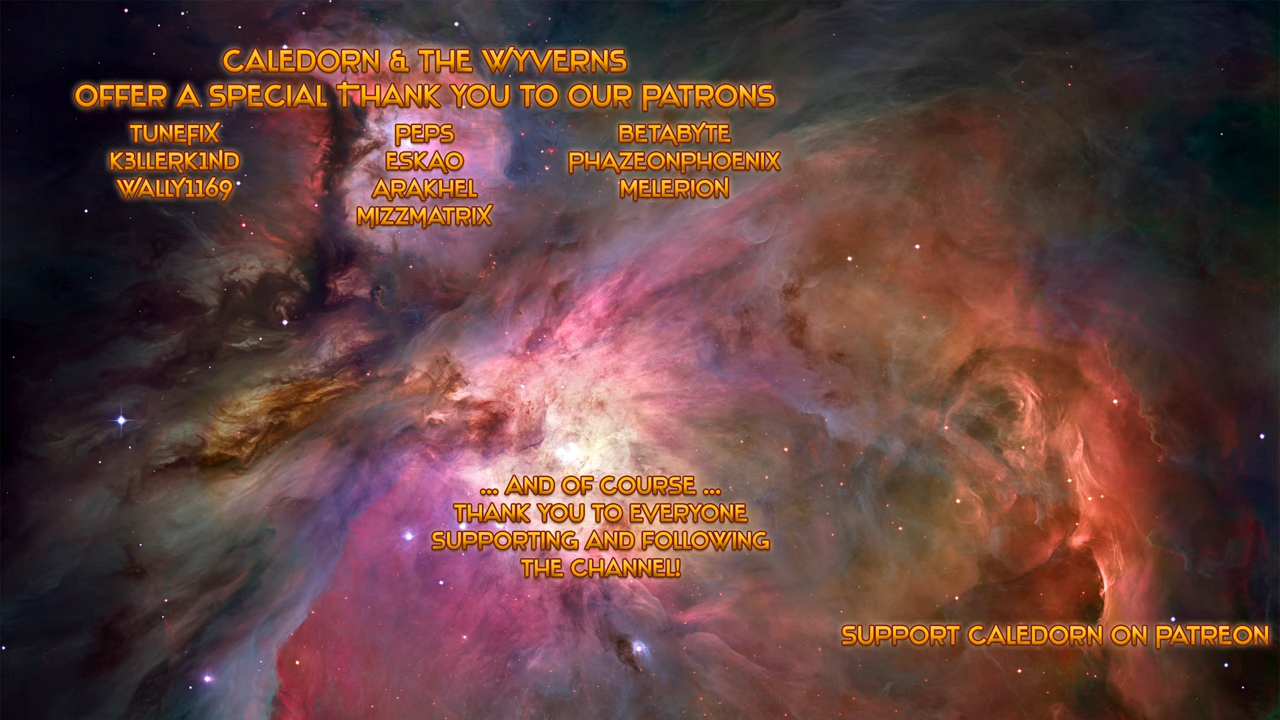 CALEDORN & THE WYVERNS
OFFER A SPECIAL THANK YOU TO OUR PATRONS
TUNEFIX PEPS BETABYTE
K3LLERK1ND ESKAO PHAZEONPHOENIX
WALLY1169 ARAKHEL MELERION
MIZZMATRIX
... AND OF COURSE ...
THANK YOU TO EVERYONE
SUPPORTING AND FOLLOWING
THE CHANNEL!
SUPPORT CALEDORN ON PATREON